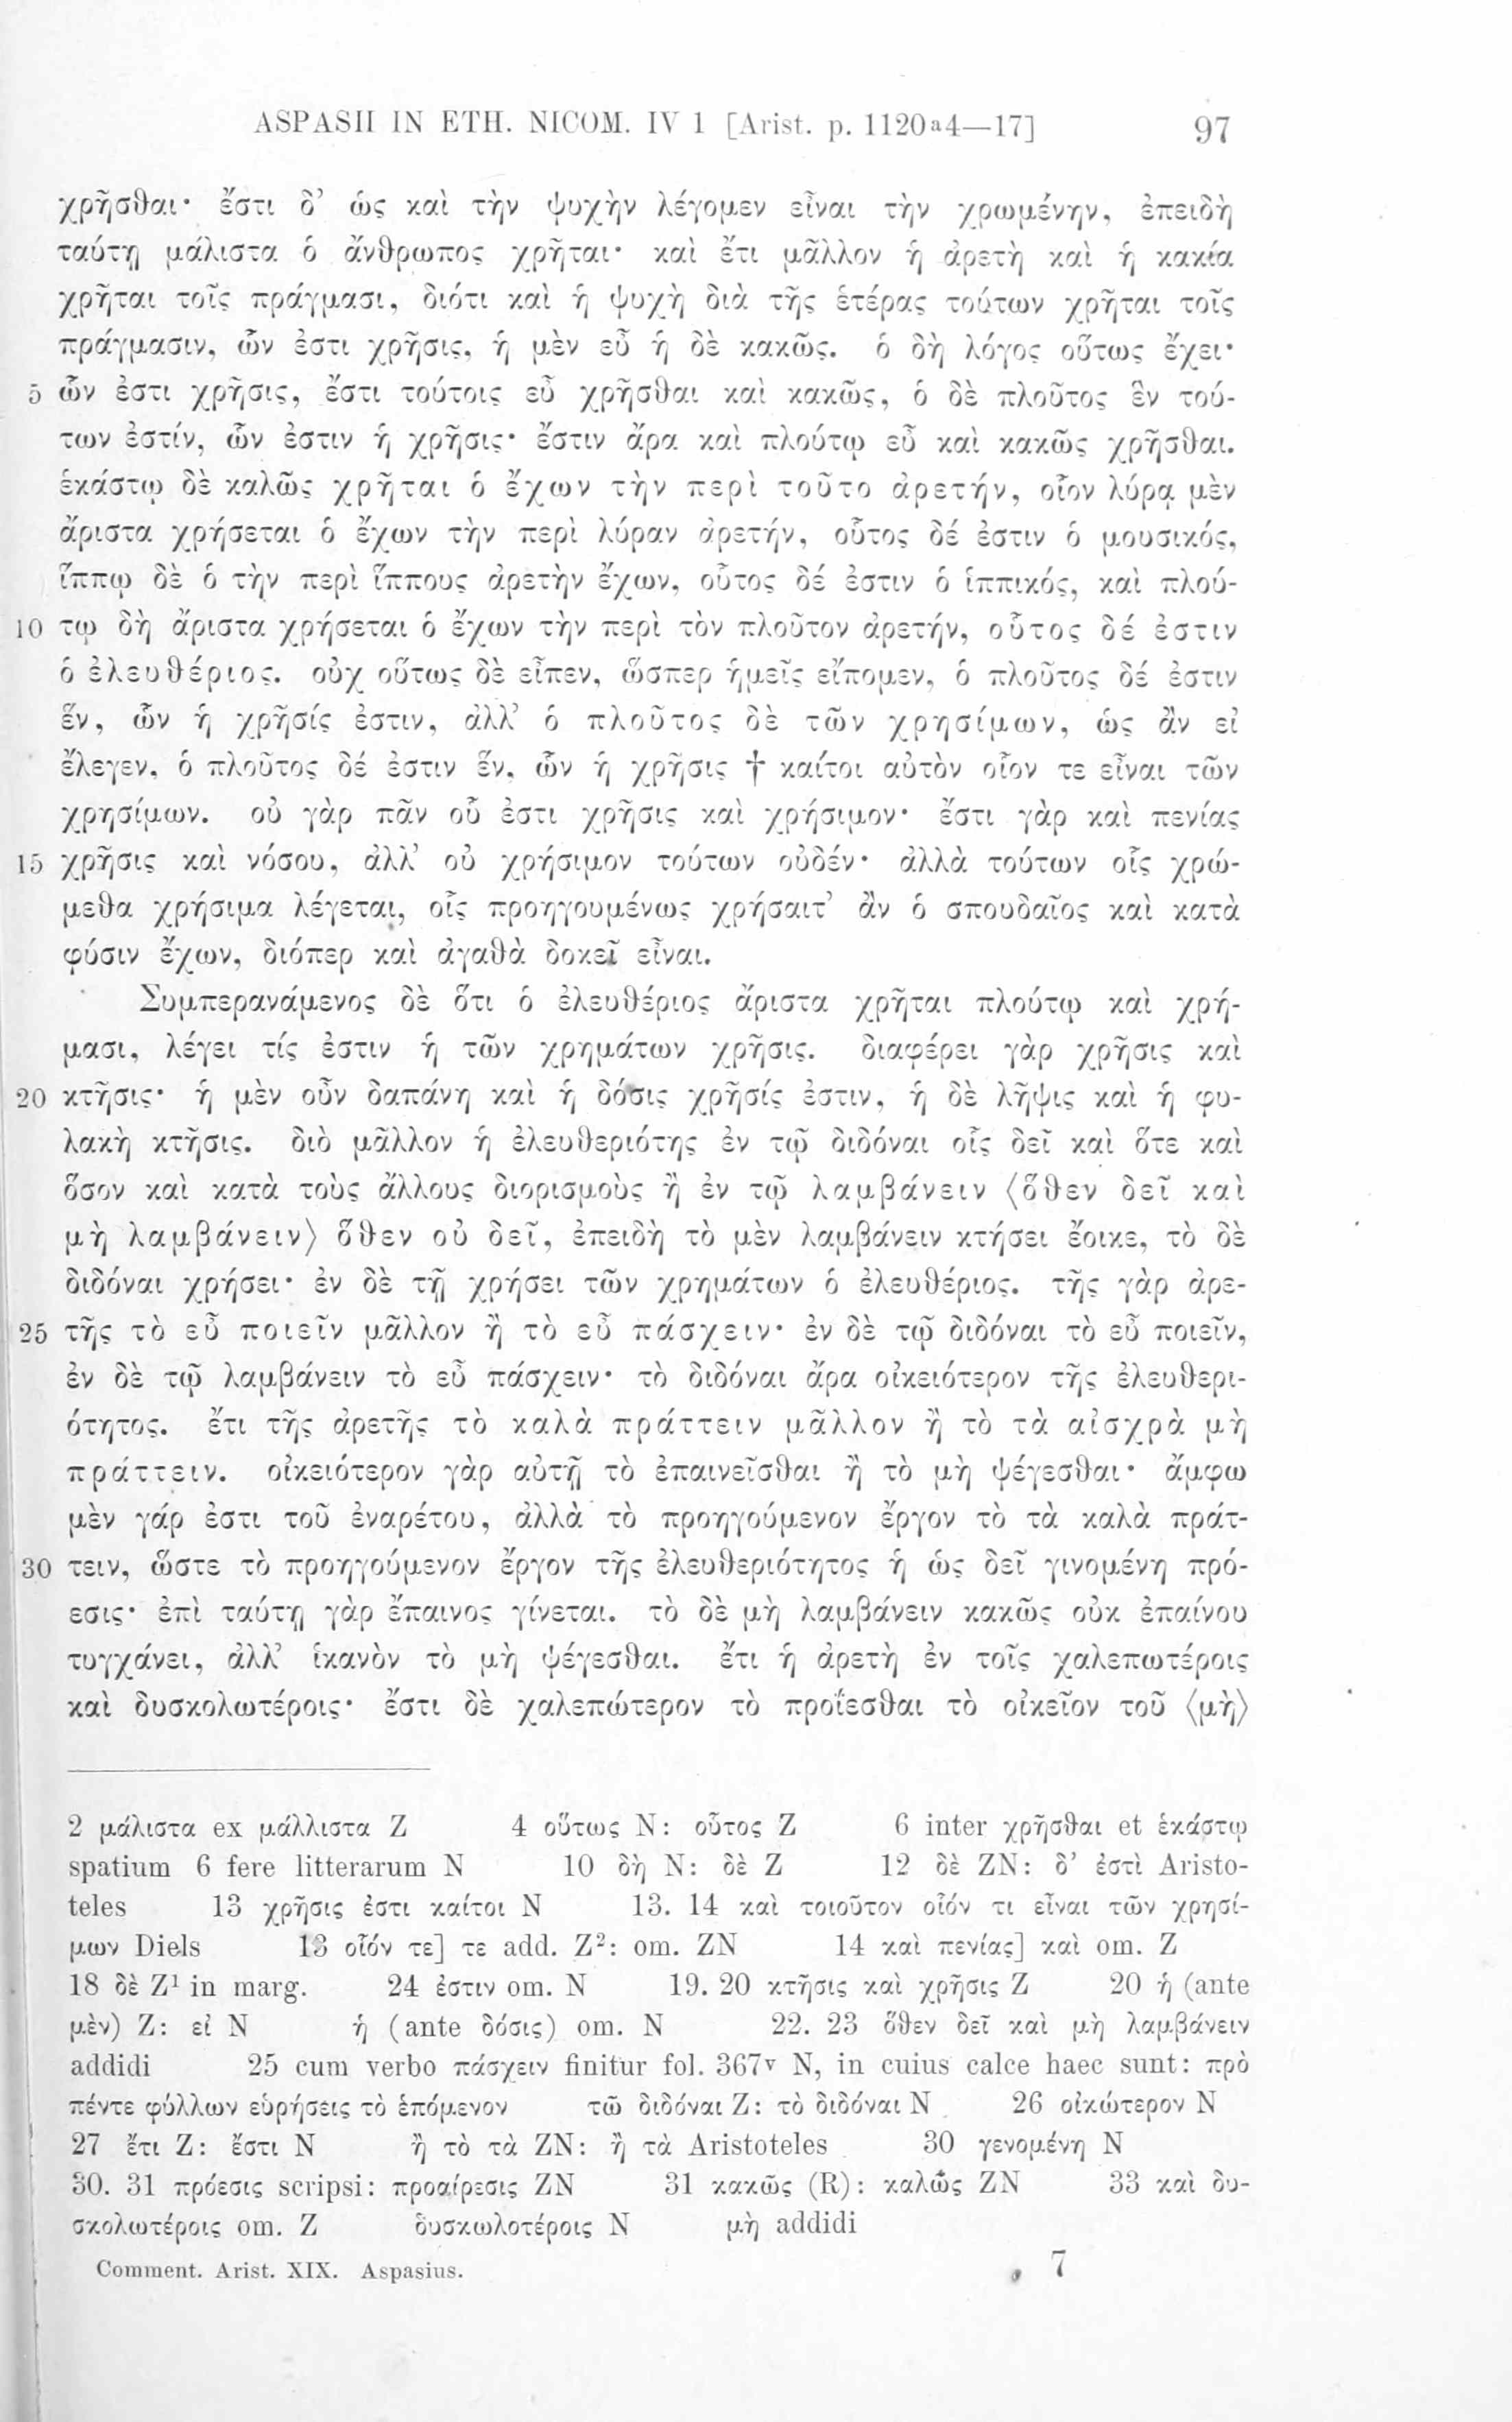 ASPASII IN ETH. NICOM. IV 1 [Arist. p. 1120ª4—17] 97
χρῆσθαι· ἔστι δ’ ὡς καὶ τὴν ψυχὴν λέγομεν εἶναι τὴν χρωμένην, ἐπειδὴ
ταύτῃ μάλιστα ὁ ἄνθρωπος χρῆται· καὶ ἔτι μᾶλλον ἡ ἀρετὴ καὶ ἡ κακία
χρῆται τοῖς πράγμασι, διότι καὶ ἡ ψυχὴ διὰ τῆς ἑτέρας τούτων χρῆται τοῖς
πράγμασιν, ὧν ἐστι χρῆσις, ἡ μὲν εὖ ἡ δὲ κακῶς. ὁ δὴ λόγος οὕτως ἔχει·
5 ὧν ἐστι χρῆσις, ἔστι τούτοις εὖ χρῆσθαι καὶ κακῶς, ὁ δὲ πλοῦτος ἓν τού-
των ἐστίν, ὧν ἐστιν ἡ χρῆσις· ἔστιν ἄρα καὶ πλούτῳ εὖ καὶ κακῶς χρῆσθαι.
ἑκάστῳ δὲ καλῶς χρῆται ὁ ἔχων τὴν περὶ τοῦτο ἀρετήν, οἷον λύρᾳ μὲν
ἄριστα χρήσεται ὁ ἔχων τὴν περὶ λύραν ἀρετήν, οὗτος δέ ἐστιν ὁ μουσικός,
ἵππῳ δὲ ὁ τὴν περὶ ἵππους ἀρετὴν ἔχων, οὗτος δέ ἐστιν ὁ ἱππικός, καὶ πλού-
10 τῳ δὴ ἄριστα χρήσεται ὁ ἔχων τὴν περὶ τὸν πλοῦτον ἀρετήν, οὗτος δέ ἐστιν
ὁ ἐλευθέριος. οὐχ οὕτως δὲ εἶπεν, ὥσπερ ἡμεῖς εἴπομεν, ὁ πλοῦτος δέ ἐστιν
ἕν, ὧν ἡ χρῆσίς ἐστιν, ἀλλ’ ὁ πλοῦτος δὲ τῶν χρησίμων, ὡς ἂν εἰ
ἔλεγεν, ὁ πλοῦτος δέ ἐστιν ἕν, ὧν ἡ χρῆσις † καίτοι αὐτὸν οἷον τε εἶναι τῶν
χρησίμων. οὐ γὰρ πᾶν οὗ ἐστι χρῆσις καὶ χρήσιμον· ἔστι γὰρ καὶ πενίας
15 χρῆσις καὶ νόσου, ἀλλ’ οὐ χρήσιμον τούτων οὐδέν· ἀλλὰ τούτων οἷς χρώ-
μεθα χρήσιμα λέγεται, οἷς προηγουμένως χρήσαιτ’ ἂν ὁ σπουδαῖος καὶ κατὰ
φύσιν ἔχων, διόπερ καὶ ἀγαθὰ δοκεῖ εἶναι.
Συμπερανάμενος δὲ ὅτι ὁ ἐλευθέριος ἄριστα χρῆται πλούτῳ καὶ χρή-
μασι, λέγει τίς ἐστιν ἡ τῶν χρημάτων χρῆσις. διαφέρει γὰρ χρῆσις καὶ
20 κτῆσις· ἡ μὲν οὖν δαπάνη καὶ ἡ δόσις χρῆσίς ἐστιν, ἡ δὲ λῆψις καὶ ἡ φυ-
λακὴ κτῆσις. διὸ μᾶλλον ἡ ἐλευθεριότης ἐν τῷ διδόναι οἷς δεῖ καὶ ὅτε καὶ
ὅσον καὶ κατὰ τοὺς ἄλλους διορισμοὺς ἢ ἐν τῷ λαμβάνειν ⟨ὅθεν δεῖ καὶ
μὴ λαμβάνειν⟩ ὅθεν οὐ δεῖ, ἐπειδὴ τὸ μὲν λαμβάνειν κτήσει ἔοικε, τὸ δὲ
διδόναι χρήσει· ἐν δὲ τῇ χρήσει τῶν χρημάτων ὁ ἐλευθέριος. τῆς γὰρ ἀρε-
25 τῆς τὸ εὖ ποιεῖν μᾶλλον ἢ τὸ εὖ πάσχειν· ἐν δὲ τῷ διδόναι τὸ εὖ ποιεῖν,
ἐν δὲ τῷ λαμβάνειν τὸ εὖ πάσχειν· τὸ διδόναι ἄρα οἰκειότερον τῆς ἐλευθερι-
ότητος. ἔτι τῆς ἀρετῆς τὸ καλὰ πράττειν μᾶλλον ἢ τὸ τὰ αἰσχρὰ μὴ
πράττειν. οἰκειότερον γὰρ αὐτῇ τὸ ἐπαινεῖσθαι ἢ τὸ μὴ ψέγεσθαι· ἄμφω
μὲν γάρ ἐστι τοῦ ἐναρέτου, ἀλλὰ τὸ προηγούμενον ἔργον τὸ τὰ καλὰ πράτ-
30 τειν, ὥστε τὸ προηγούμενον ἔργον τῆς ἐλευθεριότητος ἡ ὡς δεῖ γινομένη πρό-
εσις· ἐπὶ ταύτῃ γὰρ ἔπαινος γίνεται. τὸ δὲ μὴ λαμβάνειν κακῶς οὐκ ἐπαίνου
τυγχάνει, ἀλλ’ ἱκανὸν τὸ μὴ ψέγεσθαι. ἔτι ἡ ἀρετὴ ἐν τοῖς χαλεπωτέροις
καὶ δυσκολωτέροις· ἔστι δὲ χαλεπώτερον τὸ προΐεσθαι τὸ οἰκεῖον τοῦ ⟨μὴ⟩
2 μάλιστα ex μάλλιστα Z 4 οὕτως N: οὗτος Z 6 inter χρῆσθαι et ἑκάστῳ
spatium 6 fere litterarum N 10 δὴ N: δὲ Z 12 δὲ ZN: δ’ ἐστὶ Aristo-
teles 13 χρῆσις ἐστι καίτοι N 13. 14 καὶ τοιοῦτον οἷόν τι εἶναι τῶν χρησί-
μων Diels 13 οἷόν τε] τε add. Z²: om. ZN 14 καὶ πενίας] καὶ om. Z
18 δὲ Z¹ in marg. 24 ἐστιν om. N 19. 20 κτῆσις καὶ χρῆσις Z 20 ἡ (ante
μὲν) Z: εἰ N ἡ (ante δόσις) om. N 22. 23 ὅθεν δεῖ καὶ μὴ λαμβάνειν
addidi 25 cum verbo πάσχειν finitur fol. 367ᵛ N, in cuius calce haec sunt: πρὸ
πέντε φύλλων εὑρήσεις τὸ ἑπόμενον τῶ διδόναι Z: τὸ διδόναι N 26 οἰκώτερον N
27 ἔτι Z: ἔστι N ἢ τὸ τὰ ZN: ἢ τὰ Aristoteles 30 γενομένη N
30. 31 πρόεσις scripsi: προαίρεσις ZN 31 κακῶς (R): καλῶς ZN 33 καὶ δυ-
σκολωτέροις om. Z δυσκωλοτέροις N μὴ addidi
Comment. Arist. XIX. Aspasius. 7